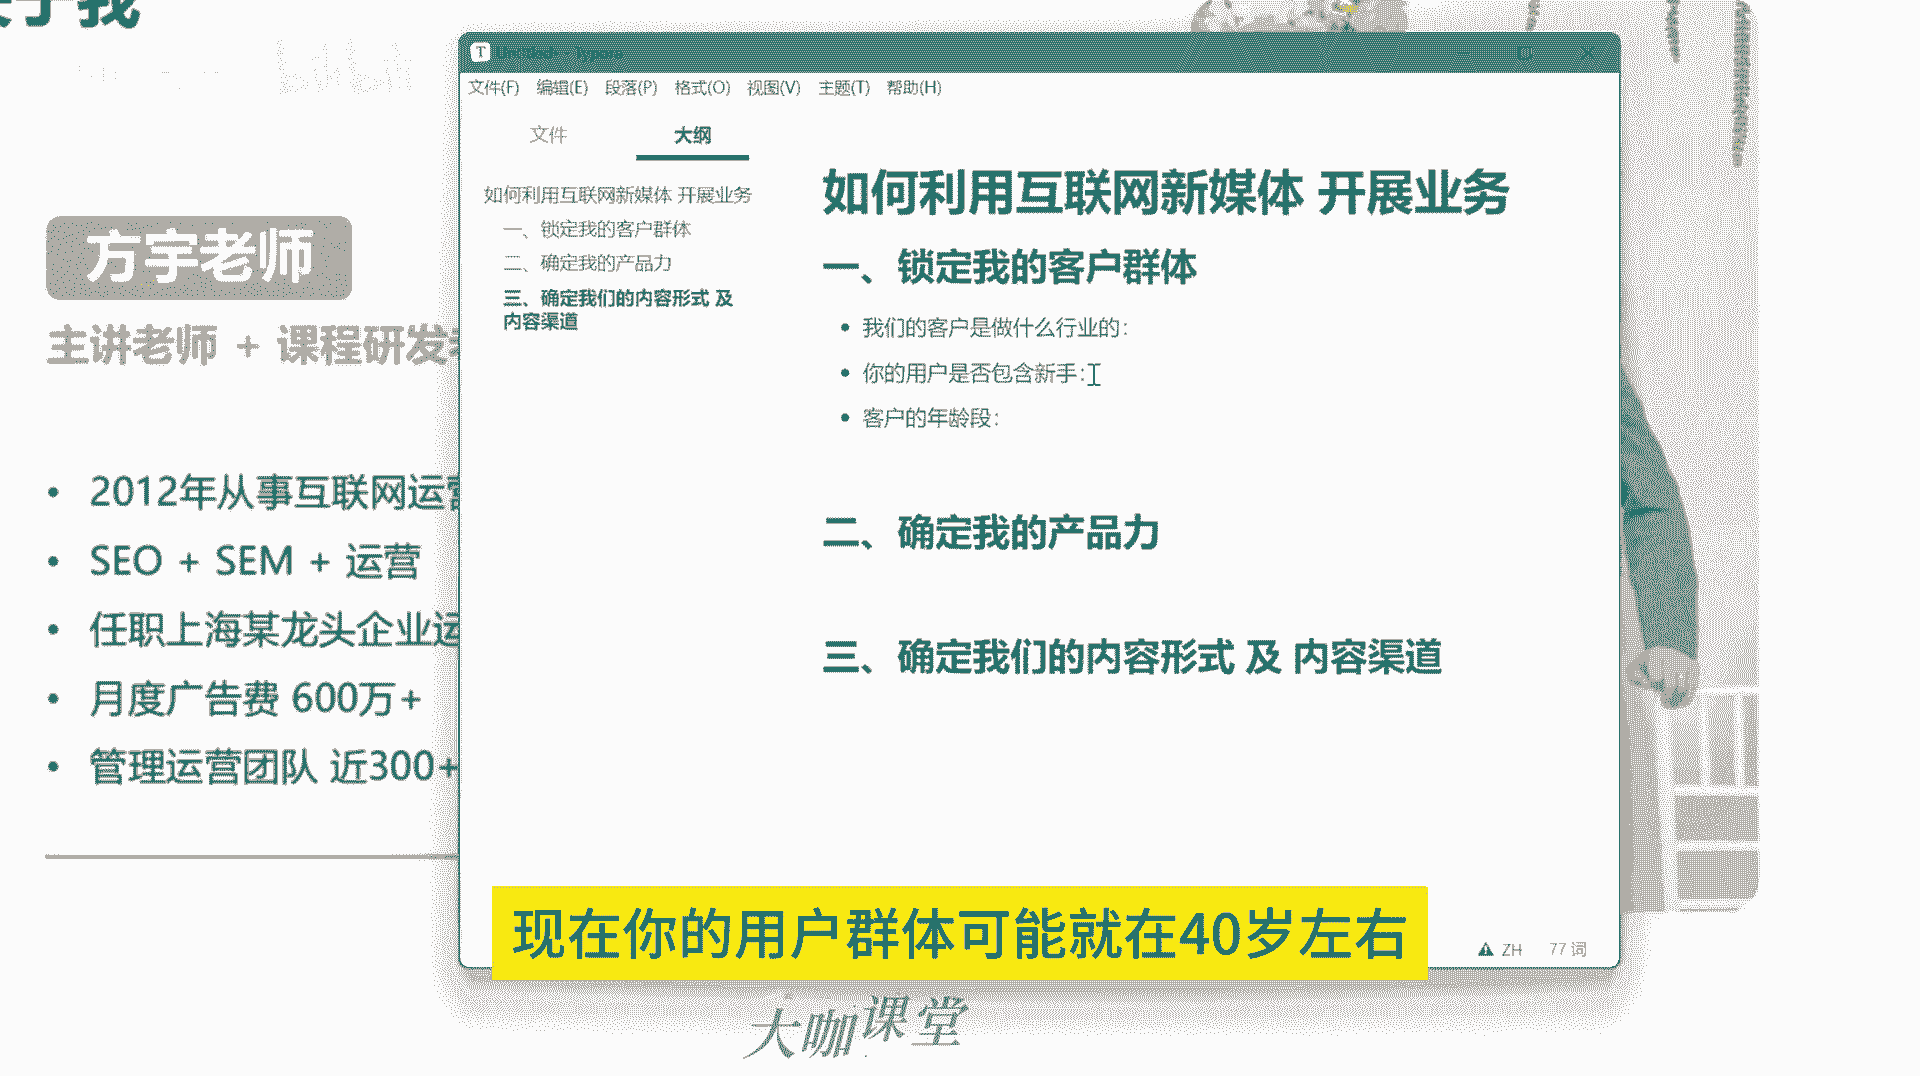 方宇老师
主讲老师 + 课程研发
• 2012年从事互联网运营
• SEO + SEM + 运营
• 任职上海某龙头企业运
• 月度广告费 600万+
• 管理运营团队 近300+
Untitled - Typora
文件(F) 编辑(E) 段落(P) 格式(O) 视图(V) 主题(T) 帮助(H)
文件 大纲
如何利用互联网新媒体 开展业务
一、锁定我的客户群体
二、确定我的产品力
三、确定我们的内容形式 及
内容渠道
如何利用互联网新媒体 开展业务
一、锁定我的客户群体
• 我们的客户是做什么行业的:
• 你的用户是否包含新手:
• 客户的年龄段:
二、确定我的产品力
三、确定我们的内容形式 及 内容渠道
现在你的用户群体可能就在40岁左右
ZH 77 词
大咖课堂